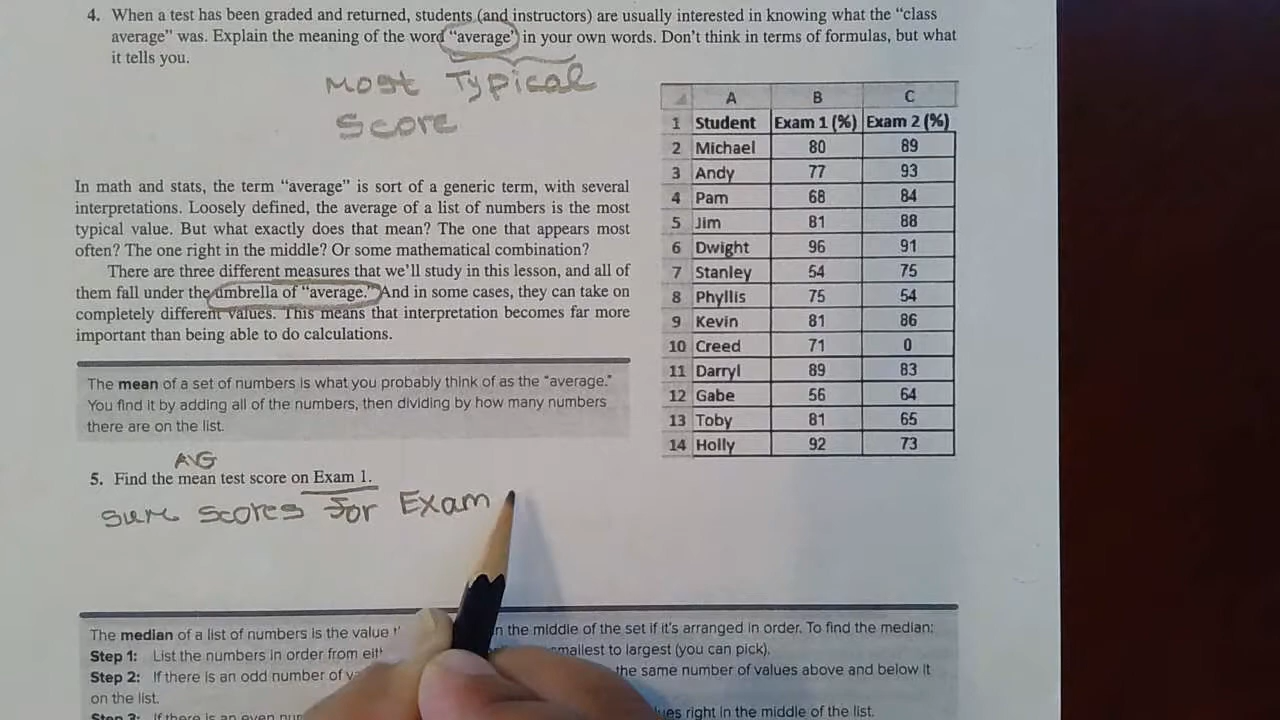 4. When a test has been graded and returned, students (and instructors) are usually interested in knowing what the “class
average” was. Explain the meaning of the word “average” in your own words. Don’t think in terms of formulas, but what
it tells you.
Most Typical
Score
A B C
1 Student Exam 1 (%) Exam 2 (%)
2 Michael 80 89
3 Andy 77 93
4 Pam 68 84
5 Jim 81 88
6 Dwight 96 91
7 Stanley 54 75
8 Phyllis 75 54
9 Kevin 81 86
10 Creed 71 0
11 Darryl 89 83
12 Gabe 56 64
13 Toby 81 65
14 Holly 92 73
In math and stats, the term “average” is sort of a generic term, with several
interpretations. Loosely defined, the average of a list of numbers is the most
typical value. But what exactly does that mean? The one that appears most
often? The one right in the middle? Or some mathematical combination?
There are three different measures that we’ll study in this lesson, and all of
them fall under the umbrella of “average.” And in some cases, they can take on
completely different values. This means that interpretation becomes far more
important than being able to do calculations.
The mean of a set of numbers is what you probably think of as the “average.”
You find it by adding all of the numbers, then dividing by how many numbers
there are on the list.
AVG
5. Find the mean test score on Exam 1.
sum scores for Exam
The median of a list of numbers is the value in the middle of the set if it’s arranged in order. To find the median:
Step 1: List the numbers in order from smallest to largest (you can pick).
Step 2: If there is an odd number of the same number of values above and below it
on the list.
Step 3: If there is an even right in the middle of the list.